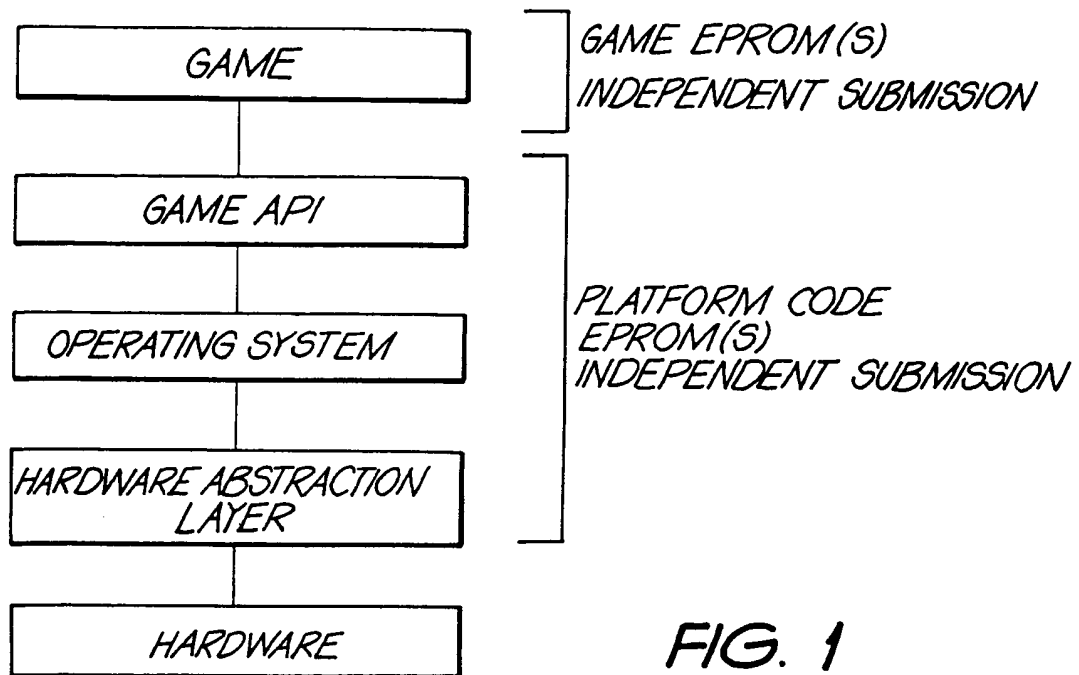 GAME
GAME EPROM(S)
INDEPENDENT SUBMISSION
GAME API
OPERATING SYSTEM
HARDWARE ABSTRACTION
LAYER
PLATFORM CODE
EPROM(S)
INDEPENDENT SUBMISSION
HARDWARE
FIG. 1